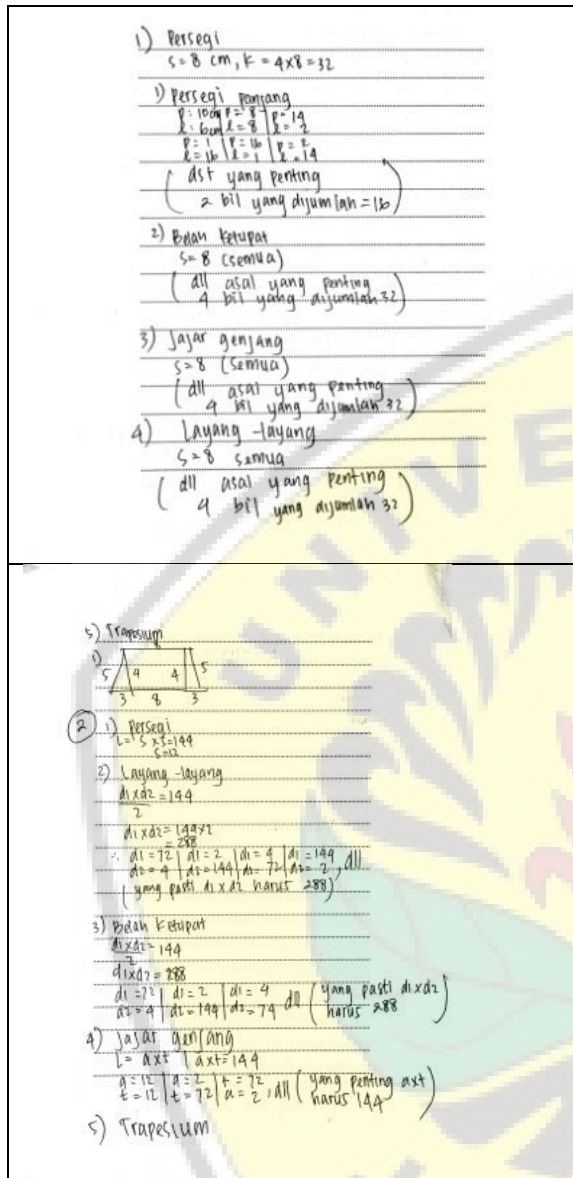 1) Persegi
s = 8 cm, K = 4x8 = 32
1) Persegi panjang
P: 10cm | P = 8 | P = 14
l: 6cm | l = 8 | l = 2
P = 1 | P = 16 | P = 2
l = 16 | l = 1 | l = 14
( dst yang penting
2 bil yang dijumlah = 16 )
2) Belah Ketupat
s = 8 (semua)
( dll asal yang penting
4 bil yang dijumlah 32 )
3) Jajar genjang
s = 8 (semua)
( dll asal yang penting
4 bil yang dijumlah 32 )
4) Layang-layang
s = 8 semua
( dll asal yang penting
4 bil yang dijumlah 32 )
UNIVE
5) Trapesium
1)
5 4 4 5
3 8 3
2 1) Persegi
L = s x s = 144
s = 12
2) Layang-layang
d1 x d2 = 144
2
d1 x d2 = 144 x 2
= 288
∴ d1 = 72 | d1 = 2 | d1 = 4 | d1 = 144
d2 = 4 | d2 = 144 | d2 = 72 | d2 = 2, dll
( yang pasti d1 x d2 harus 288 )
3) Belah Ketupat
d1 x d2 = 144
2
d1 x d2 = 288
d1 = 72 | d1 = 2 | d1 = 4 dll ( yang pasti d1 x d2
d2 = 4 | d2 = 144 | d2 = 74 harus 288 )
4) Jajar genjang
L = a x t | a x t = 144
a = 12 | a = 2 | t = 72 ( yang penting a x t
t = 12 | t = 72 | a = 2, dll harus 144 )
5) Trapesium